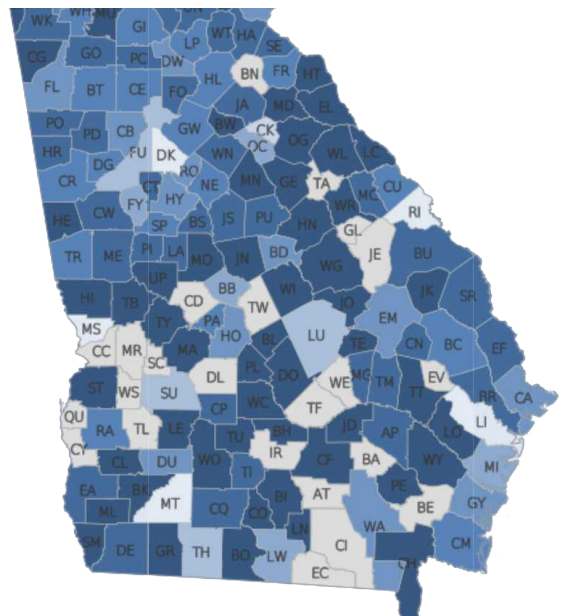 WK WH MU GI WT HA
LP SE
CG GO PC DW
BN FR HT
FL BT CE FO HL
JA MD EL
PO PD CB GW BW CK
FU OC OG
HR DG DK WN WL LC
CR RO
CT NE MN GE TA MC CU
FY HY WR
HE CW SP BS JS PU HN RI
GL
TR ME PI LA MO JN BD WG JE BU
UP
HI TB CD BB TW WI JO JK SR
TY PA HO EM
MS LU
CC MR MA BL TE CN BC EF
SC
ST WS SU DL PL DO WE MG TM TT EV
BR CA
QU CP WC TF
RA TL LE TU BH JD AP LO LI
CY
CL DU WO TI IR CF BA WY MI
EA BK MT CQ CO BI AT PE BE GY
ML LN WA
SM DE GR TH BO LW CI CM
EC CH